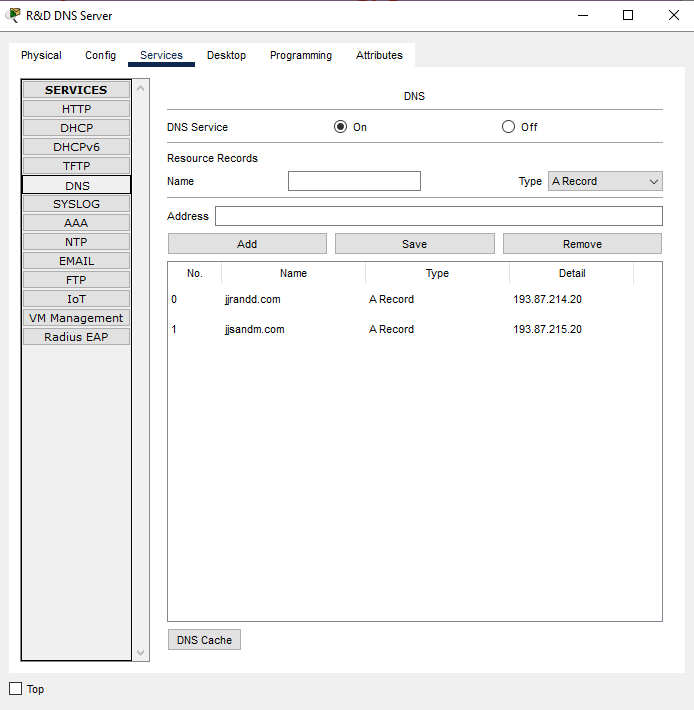 R&D DNS Server
Physical Config Services Desktop Programming Attributes
SERVICES
HTTP
DHCP
DHCPv6
TFTP
DNS
SYSLOG
AAA
NTP
EMAIL
FTP
IoT
VM Management
Radius EAP
DNS
DNS Service On Off
Resource Records
Name Type A Record
Address
Add Save Remove
No. Name Type Detail
0 jjrandd.com A Record 193.87.214.20
1 jjsandm.com A Record 193.87.215.20
DNS Cache
Top